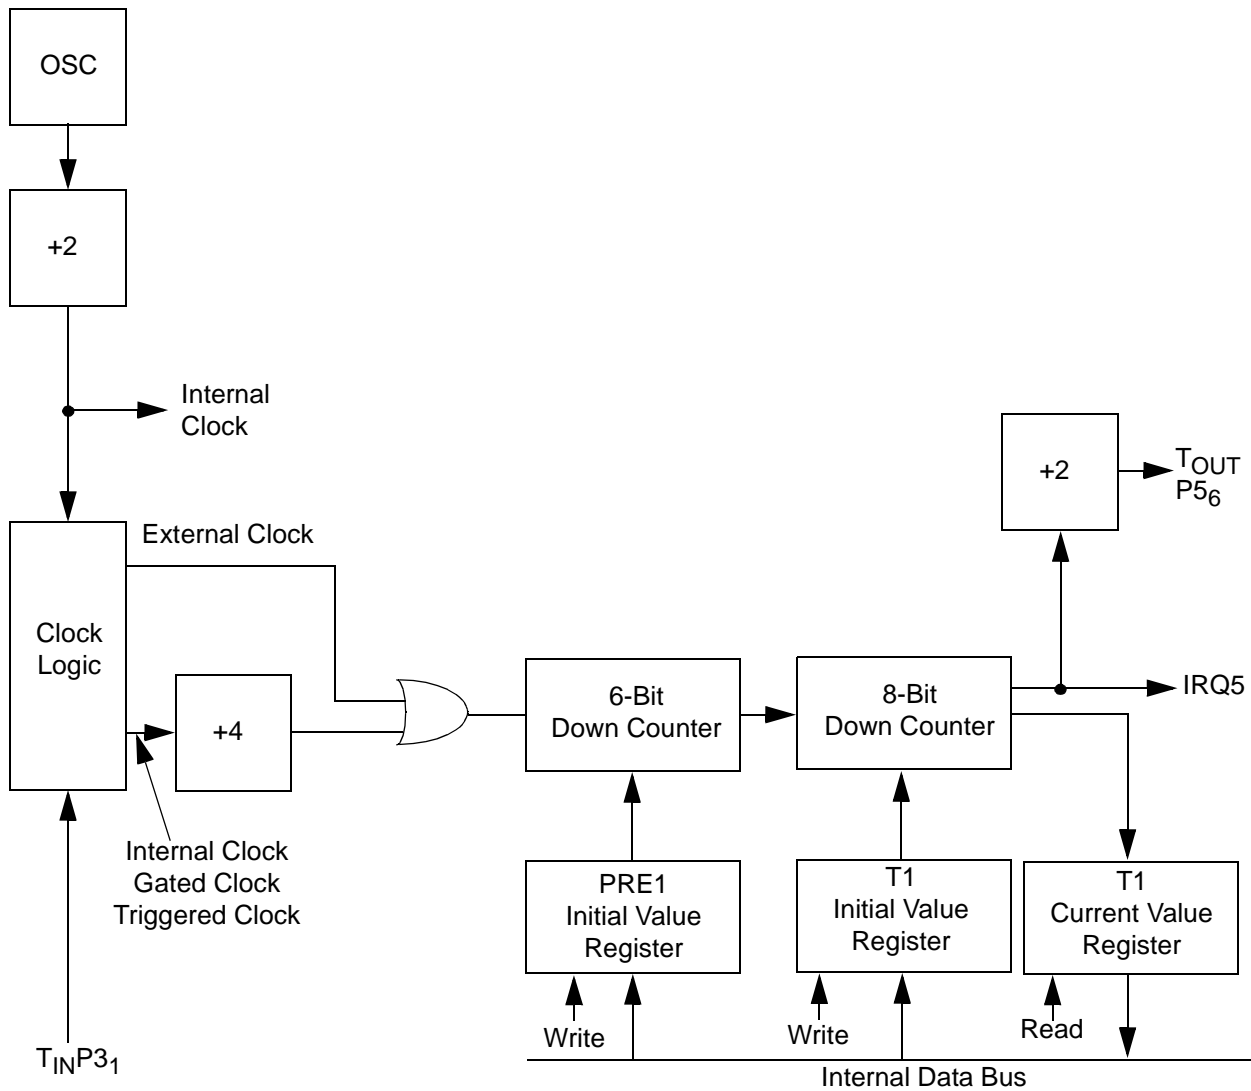 OSC
+2
Internal
Clock
External Clock
Clock
Logic
+4
Internal Clock
Gated Clock
Triggered Clock
TINP31
6-Bit
Down Counter
8-Bit
Down Counter
+2
TOUT
P56
IRQ5
PRE1
Initial Value
Register
T1
Initial Value
Register
T1
Current Value
Register
Write
Write
Read
Internal Data Bus